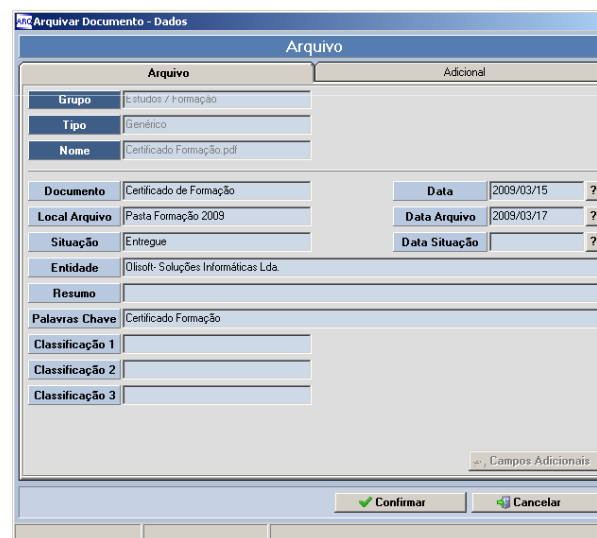 ARQ Arquivar Documento - Dados
Arquivo
Arquivo Adicional
Grupo Estudos / Formação
Tipo Genérico
Nome Certificado Formação.pdf
Documento Certificado de Formação Data 2009/03/15 ?
Local Arquivo Pasta Formação 2009 Data Arquivo 2009/03/17 ?
Situação Entregue Data Situação ?
Entidade Olisoft- Soluções Informáticas Lda.
Resumo
Palavras Chave Certificado Formação
Classificação 1
Classificação 2
Classificação 3
Campos Adicionais
Confirmar Cancelar